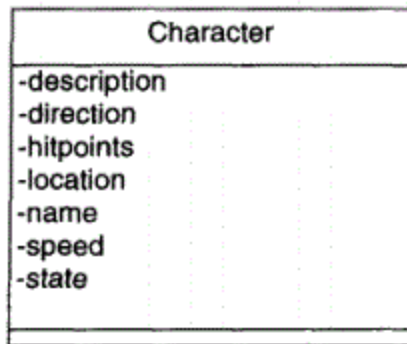 Character
-description
-direction
-hitpoints
-location
-name
-speed
-state